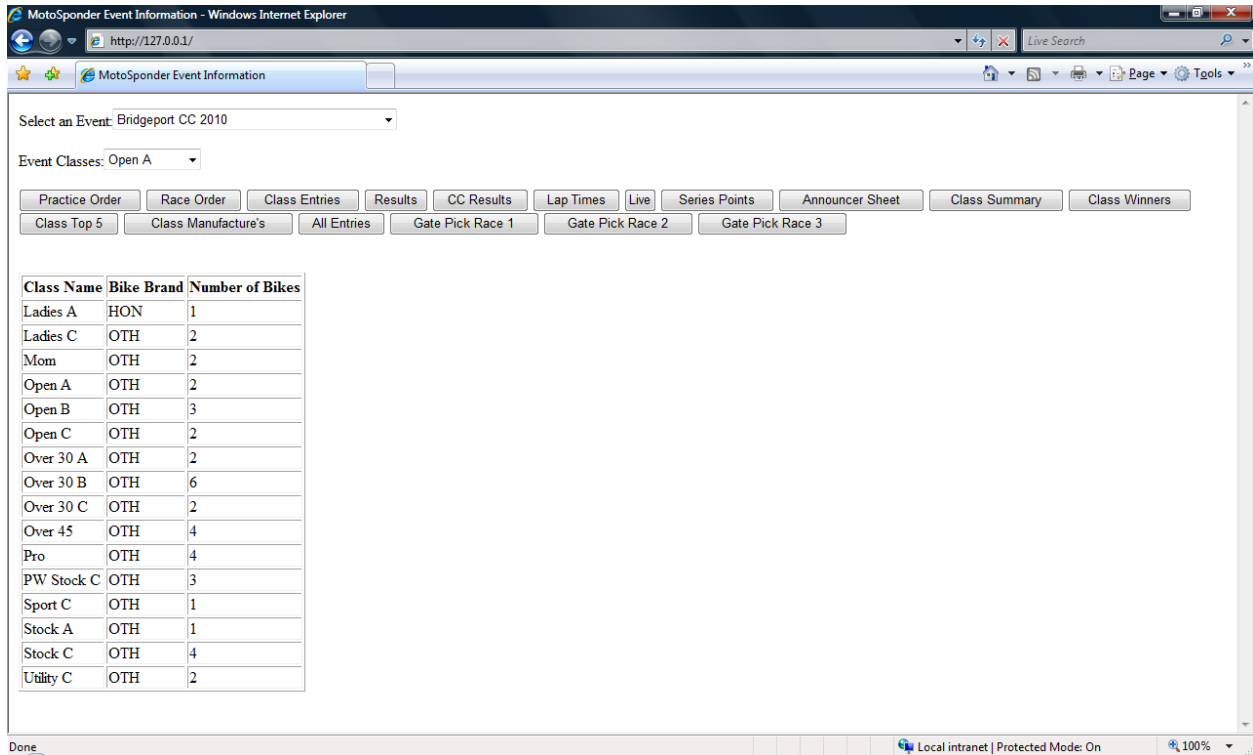 MotoSponder Event Information - Windows Internet Explorer
http://127.0.0.1/ Live Search
MotoSponder Event Information Page Tools
Select an Event: Bridgeport CC 2010
Event Classes: Open A
Practice Order Race Order Class Entries Results CC Results Lap Times Live Series Points Announcer Sheet Class Summary Class Winners
Class Top 5 Class Manufacture's All Entries Gate Pick Race 1 Gate Pick Race 2 Gate Pick Race 3
Class Name Bike Brand Number of Bikes
Ladies A HON 1
Ladies C OTH 2
Mom OTH 2
Open A OTH 2
Open B OTH 3
Open C OTH 2
Over 30 A OTH 2
Over 30 B OTH 6
Over 30 C OTH 2
Over 45 OTH 4
Pro OTH 4
PW Stock C OTH 3
Sport C OTH 1
Stock A OTH 1
Stock C OTH 4
Utility C OTH 2
Done Local intranet | Protected Mode: On 100%